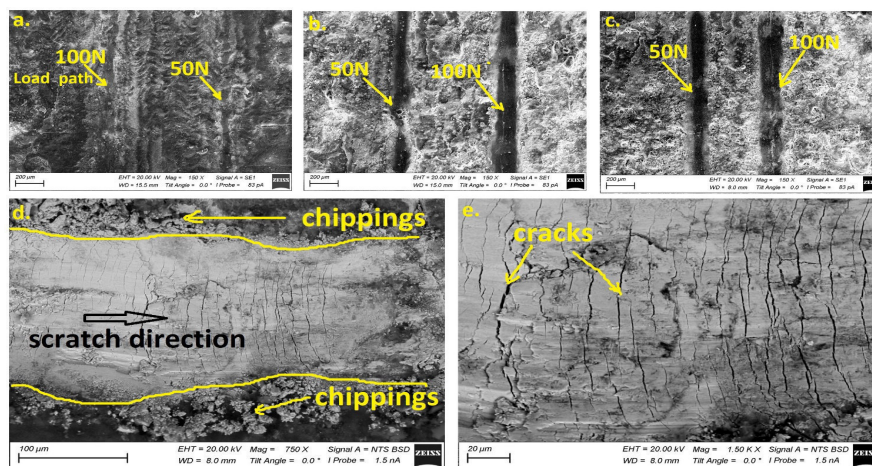 a.
100N
Load path
50N
200 µm
EHT = 20.00 kV Mag = 150 X Signal A = SE1
WD = 15.5 mm Tilt Angle = 0.0 ° I Probe = 83 pA
ZEISS
b.
50N
100N
200 µm
EHT = 20.00 kV Mag = 150 X Signal A = SE1
WD = 15.0 mm Tilt Angle = 0.0 ° I Probe = 83 pA
ZEISS
c.
50N
100N
200 µm
EHT = 20.00 kV Mag = 150 X Signal A = SE1
WD = 8.0 mm Tilt Angle = 0.0 ° I Probe = 83 pA
ZEISS
d.
chippings
scratch direction
chippings
100 µm
EHT = 20.00 kV Mag = 750 X Signal A = NTS BSD
WD = 8.0 mm Tilt Angle = 0.0 ° I Probe = 1.5 nA
ZEISS
e.
cracks
20 µm
EHT = 20.00 kV Mag = 1.50 K X Signal A = NTS BSD
WD = 8.0 mm Tilt Angle = 0.0 ° I Probe = 1.5 nA
ZEISS